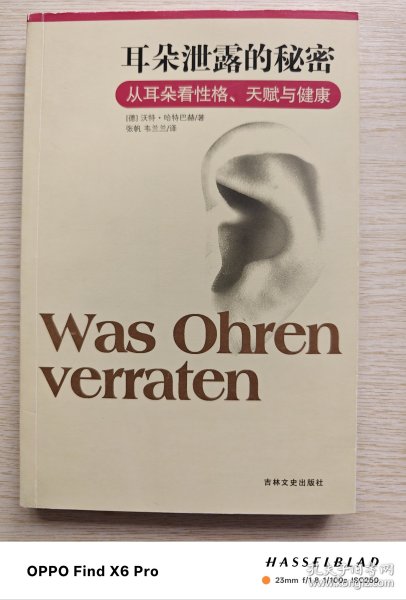 耳朵泄露的秘密
从耳朵看性格、天赋与健康
[德] 沃特·哈特巴赫/著
张帆 韦兰兰/译
Was Ohren
verraten
吉林文史出版社
OPPO Find X6 Pro
HASSELBLAD
23mm f/1.8 1/100s ISO250